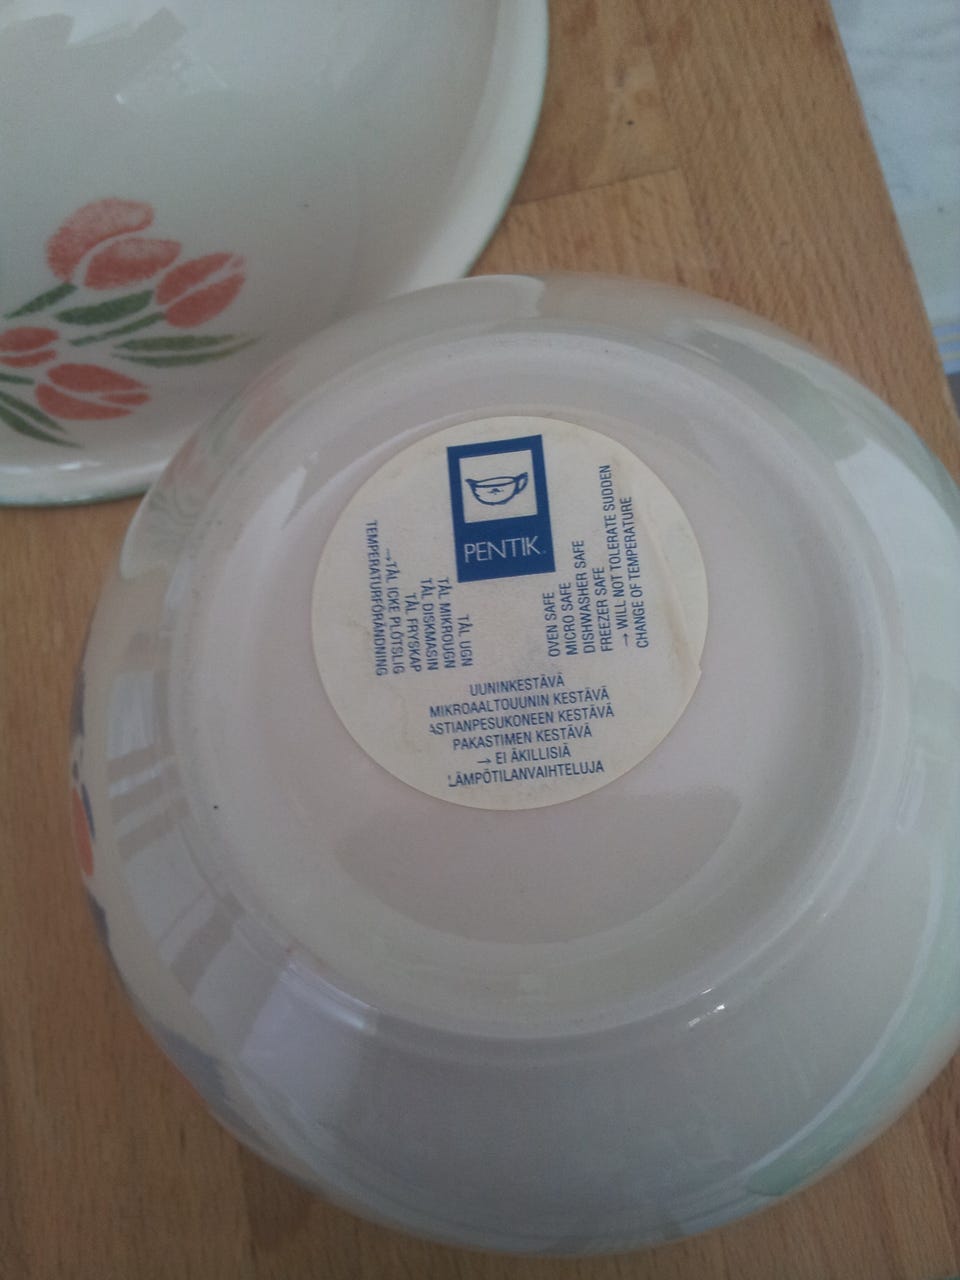 PENTIK
TÅL UGN
TÅL MIKROUGN
TÅL DISKMASIN
TÅL FRYSKAP
→ TÅL ICKE PLÖTSLIG
TEMPERATURFÖRÄNDNING
OVEN SAFE
MICRO SAFE
DISHWASHER SAFE
FREEZER SAFE
→ WILL NOT TOLERATE SUDDEN
CHANGE OF TEMPERATURE
UUNINKESTÄVÄ
MIKROAALTOUUNIN KESTÄVÄ
ASTIANPESUKONEEN KESTÄVÄ
PAKASTIMEN KESTÄVÄ
→ EI ÄKILLISIÄ
LÄMPÖTILANVAIHTELUJA